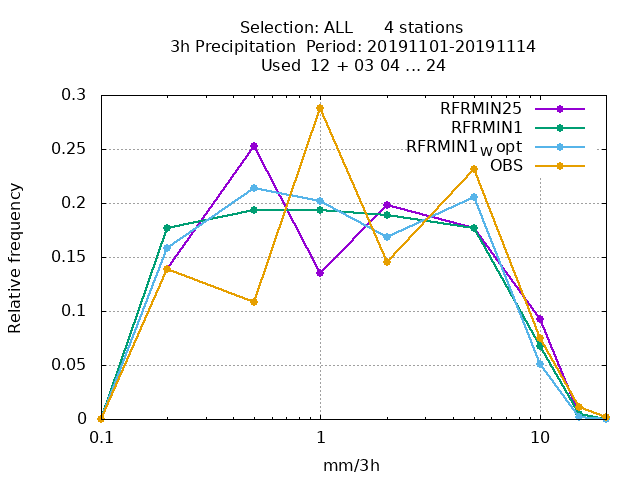 Selection: ALL      4 stations
3h Precipitation  Period: 20191101-20191114
Used  12 + 03 04 ... 24
0.3
0.25
0.2
0.15
0.1
0.05
0
Relative frequency
RFRMIN25
RFRMIN1
RFRMIN1W opt
OBS
0.1 1 10
mm/3h